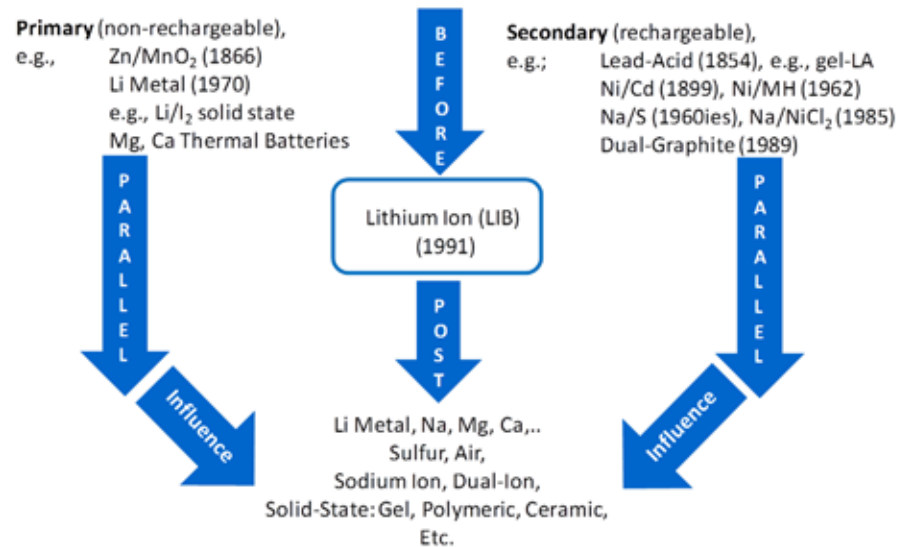 Primary (non-rechargeable),
e.g., Zn/MnO₂ (1866)
Li Metal (1970)
e.g., Li/I₂ solid state
Mg, Ca Thermal Batteries
BEFORE
Secondary (rechargeable),
e.g.; Lead-Acid (1854), e.g., gel-LA
Ni/Cd (1899), Ni/MH (1962)
Na/S (1960ies), Na/NiCl₂ (1985)
Dual-Graphite (1989)
PARALLEL
Lithium Ion (LIB)
(1991)
PARALLEL
POST
Influence
Influence
Li Metal, Na, Mg, Ca,..
Sulfur, Air,
Sodium Ion, Dual-Ion,
Solid-State: Gel, Polymeric, Ceramic,
Etc.